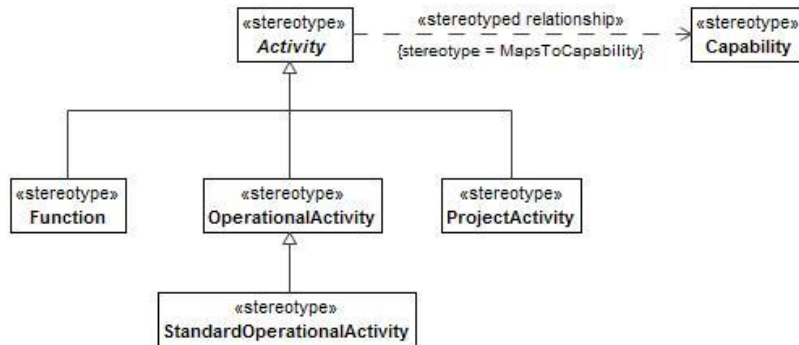 «stereotype»
Activity
«stereotyped relationship»
{stereotype = MapsToCapability}
«stereotype»
Capability
«stereotype»
Function
«stereotype»
OperationalActivity
«stereotype»
ProjectActivity
«stereotype»
StandardOperationalActivity